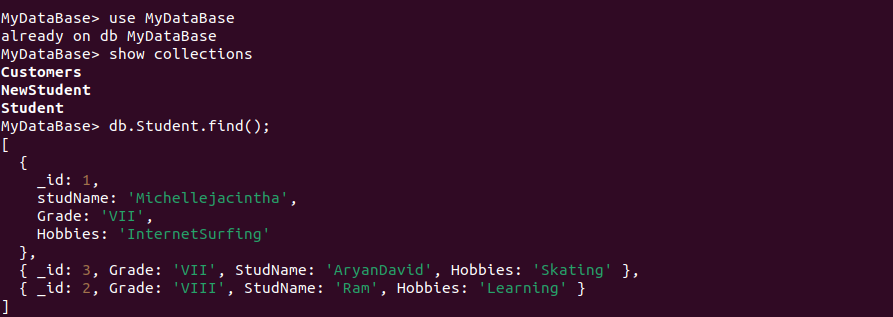 MyDataBase> use MyDataBase
already on db MyDataBase
MyDataBase> show collections
Customers
NewStudent
Student
MyDataBase> db.Student.find();
[
  {
    _id: 1,
    studName: 'Michellejacintha',
    Grade: 'VII',
    Hobbies: 'InternetSurfing'
  },
  { _id: 3, Grade: 'VII', StudName: 'AryanDavid', Hobbies: 'Skating' },
  { _id: 2, Grade: 'VIII', StudName: 'Ram', Hobbies: 'Learning' }
]